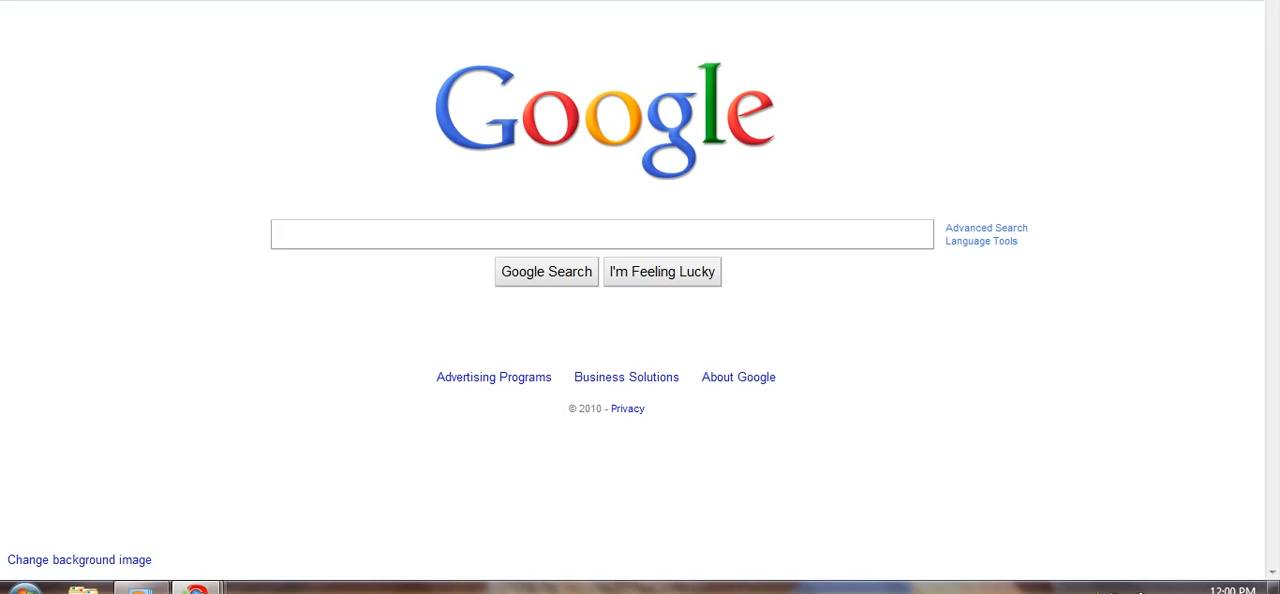 Google
Advanced Search
Language Tools
Google Search I'm Feeling Lucky
Advertising Programs Business Solutions About Google
© 2010 - Privacy
Change background image
12:00 PM